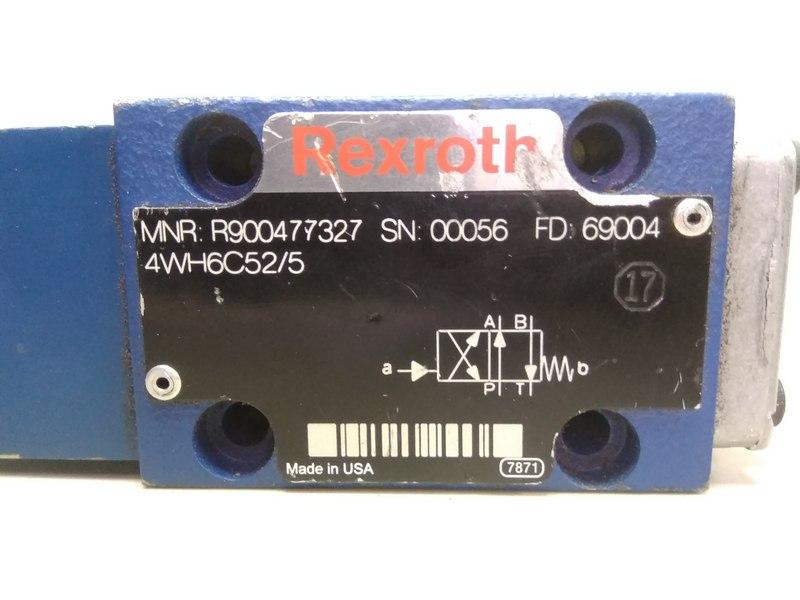 Rexroth
MNR: R900477327 SN: 00056 FD: 69004
4WH6C52/5
17
A B
a b
P T
Made in USA 7871